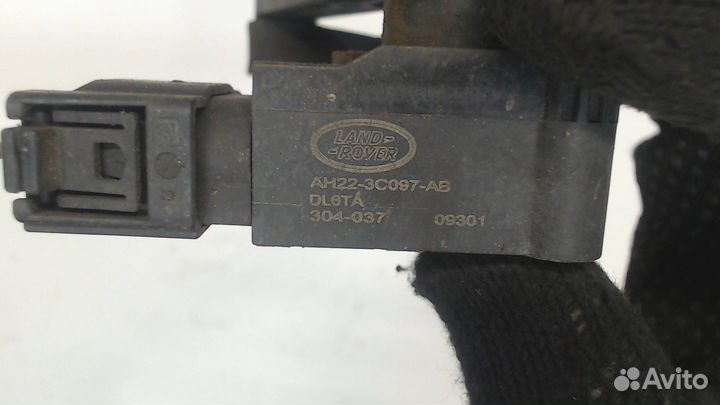 LAND-
-ROVER
AH22-3C097-AB
DL6TA
304-037 09301
Avito